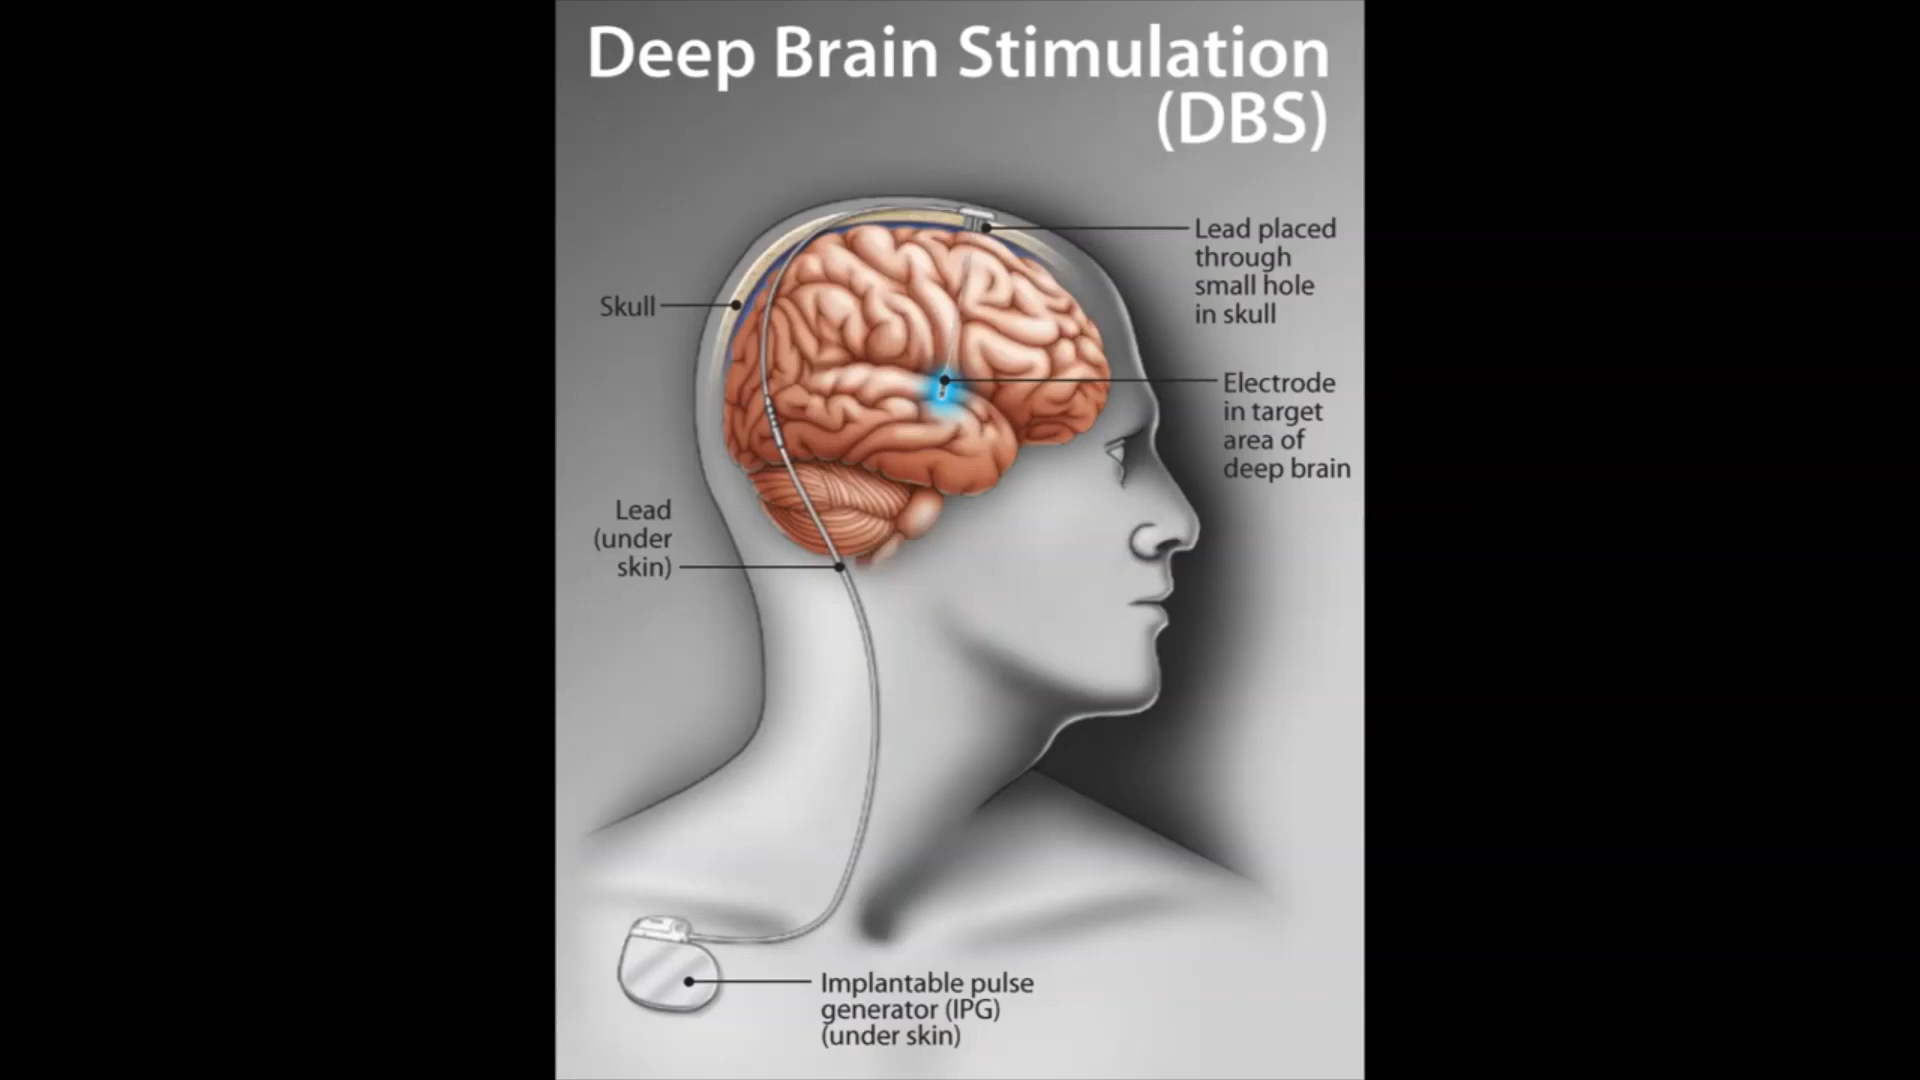 Deep Brain Stimulation
(DBS)
Lead placed
through
small hole
in skull
Skull
Electrode
in target
area of
deep brain
Lead
(under
skin)
Implantable pulse
generator (IPG)
(under skin)